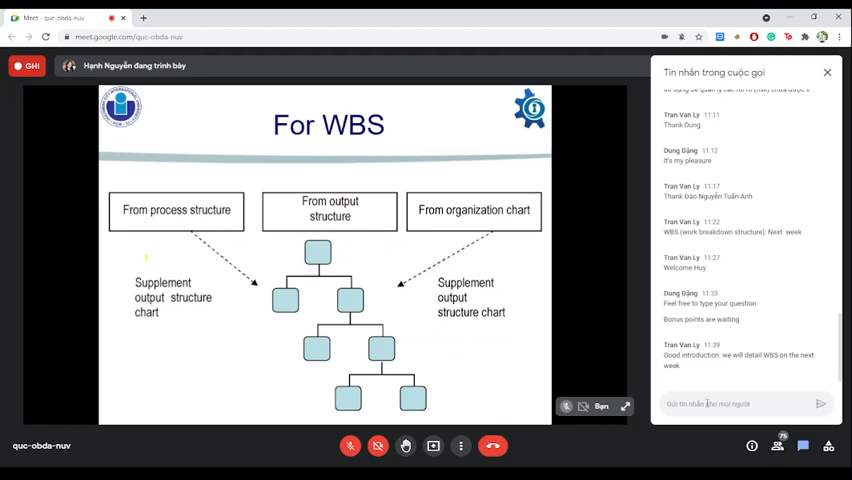 Meet - quc-obda-nuv
meet.google.com/quc-obda-nuv
GHI
Hạnh Nguyễn đang trình bày
For WBS
From process structure
From output
structure
From organization chart
Supplement
output structure
chart
Supplement
output
structure chart
Bạn
Tin nhắn trong cuộc gọi
Tran Van Ly 11:11
Thank Dung
Dung Đặng 11:12
It's my pleasure
Tran Van Ly 11:17
Thank Đào Nguyễn Tuấn Anh
Tran Van Ly 11:22
WBS (work breakdown structure): Next week
Tran Van Ly 11:27
Welcome Huy
Dung Đặng 11:33
Feel free to type your question
Bonus points are waiting
Tran Van Ly 11:39
Good introduction: we will detail WBS on the next
week
Gửi tin nhắn cho mọi người
quc-obda-nuv
75